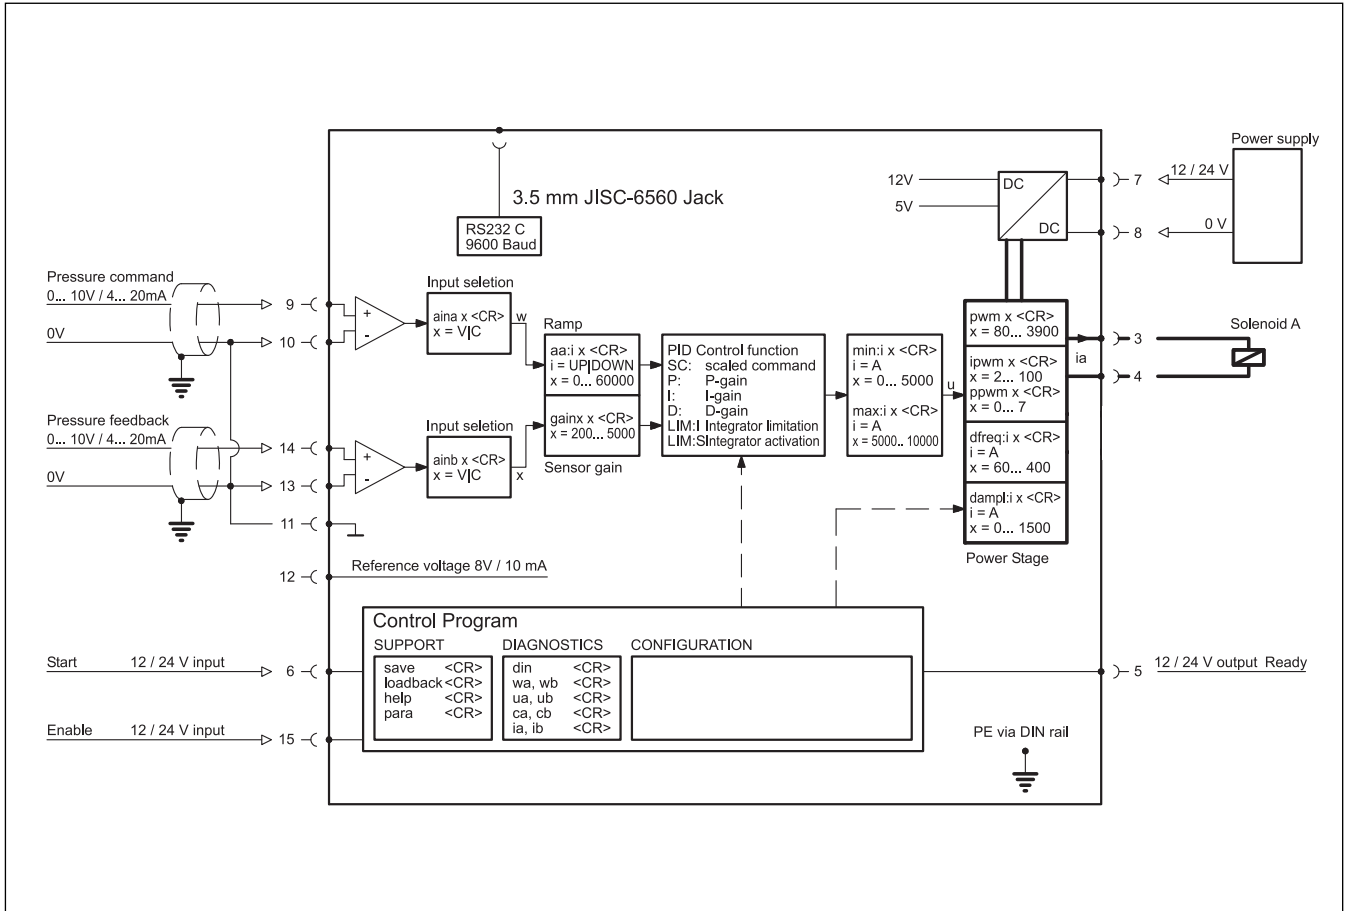 Power supply
12 / 24 V
0 V
7
8
12V
5V
DC
DC
3.5 mm JISC-6560 Jack
RS232 C
9600 Baud
Pressure command
0... 10V / 4... 20mA
0V
9
10
+
-
Input seletion
aina x <CR>
x = V|C
w
Ramp
aa:i x <CR>
i = UP|DOWN
x = 0... 60000
gainx x <CR>
x = 200... 5000
Sensor gain
PID Control function
SC: scaled command
P: P-gain
I: I-gain
D: D-gain
LIM:I Integrator limitation
LIM:SIntegrator activation
min:i x <CR>
i = A
x = 0... 5000
max:i x <CR>
i = A
x = 5000.. 10000
u
pwm x <CR>
x = 80... 3900
ipwm x <CR>
x = 2... 100
ppwm x <CR>
x = 0... 7
dfreq:i x <CR>
i = A
x = 60... 400
dampl:i x <CR>
i = A
x = 0... 1500
Power Stage
ia
3
4
Solenoid A
Pressure feedback
0... 10V / 4...20mA
0V
14
13
+
-
Input seletion
ainb x <CR>
x = V|C
x
11
12
Reference voltage 8V / 10 mA
Control Program
SUPPORT
save <CR>
loadback <CR>
help <CR>
para <CR>
DIAGNOSTICS
din <CR>
wa, wb <CR>
ua, ub <CR>
ca, cb <CR>
ia, ib <CR>
CONFIGURATION
Start 12 / 24 V input
6
Enable 12 / 24 V input
15
5
12 / 24 V output Ready
PE via DIN rail